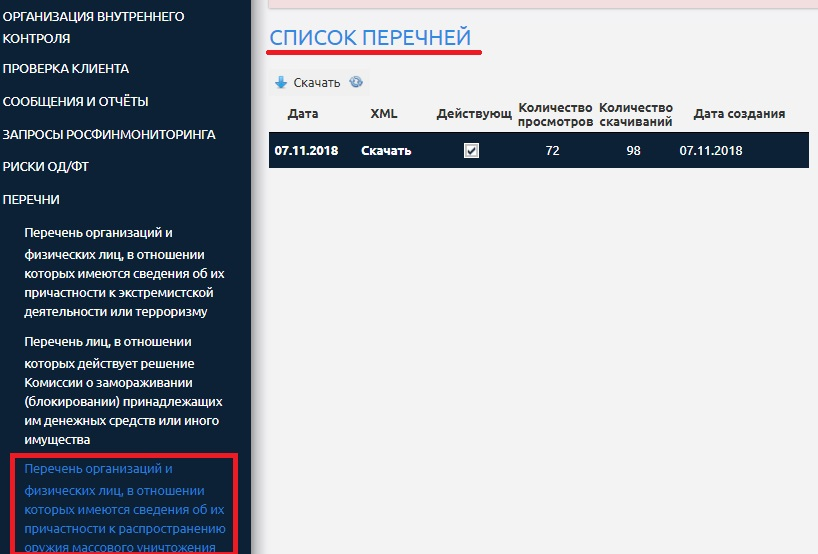 ОРГАНИЗАЦИЯ ВНУТРЕННЕГО
КОНТРОЛЯ
ПРОВЕРКА КЛИЕНТА
СООБЩЕНИЯ И ОТЧЁТЫ
ЗАПРОСЫ РОСФИНМОНИТОРИНГА
РИСКИ ОД/ФТ
ПЕРЕЧНИ
Перечень организаций и
физических лиц, в отношении
которых имеются сведения об их
причастности к экстремистской
деятельности или терроризму
Перечень лиц, в отношении
которых действует решение
Комиссии о замораживании
(блокировании) принадлежащих
им денежных средств или иного
имущества
Перечень организаций и
физических лиц, в отношении
которых имеются сведения об их
причастности к распространению
оружия массового уничтожения
СПИСОК ПЕРЕЧНЕЙ
Скачать
Дата XML Действующ Количество просмотров Количество скачиваний Дата создания
07.11.2018 Скачать 72 98 07.11.2018